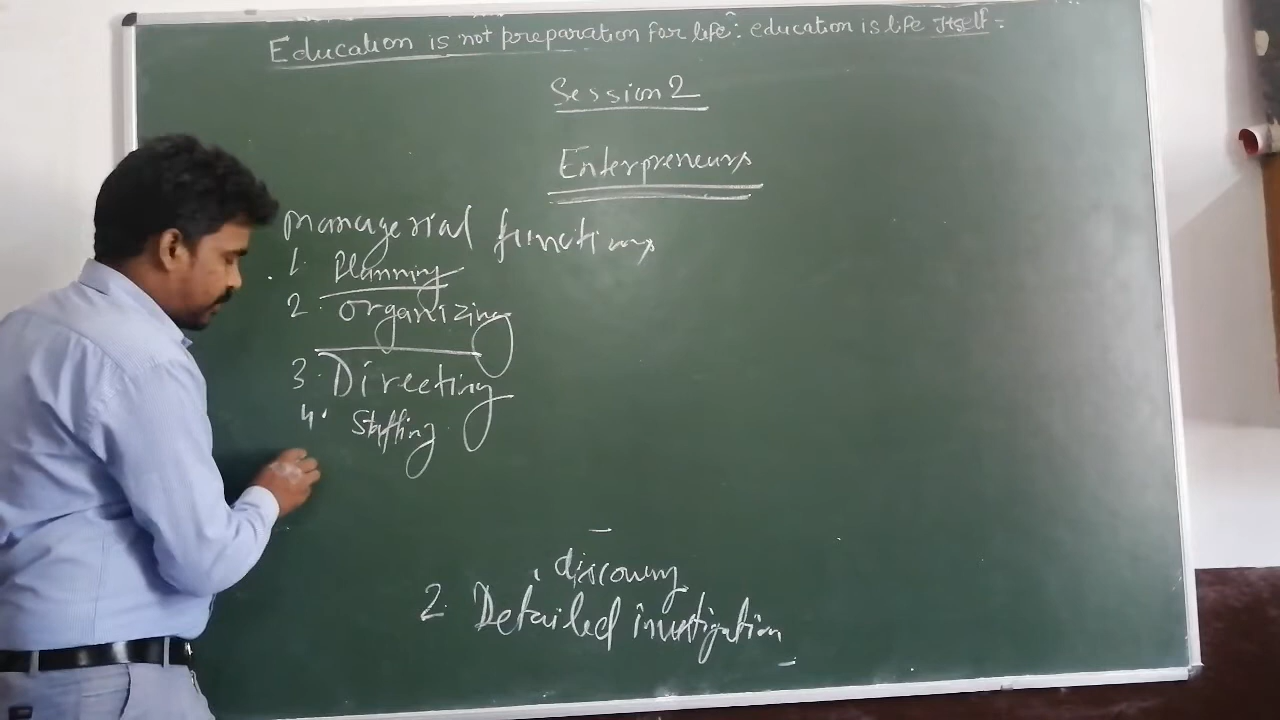 Education is not preparation for life: education is life Itself.
Session 2
Enterpreneurs
Managerial functions
1. Planning
2. Organizing
3. Directing
4. Staffing
discovery
2. Detailed investigation